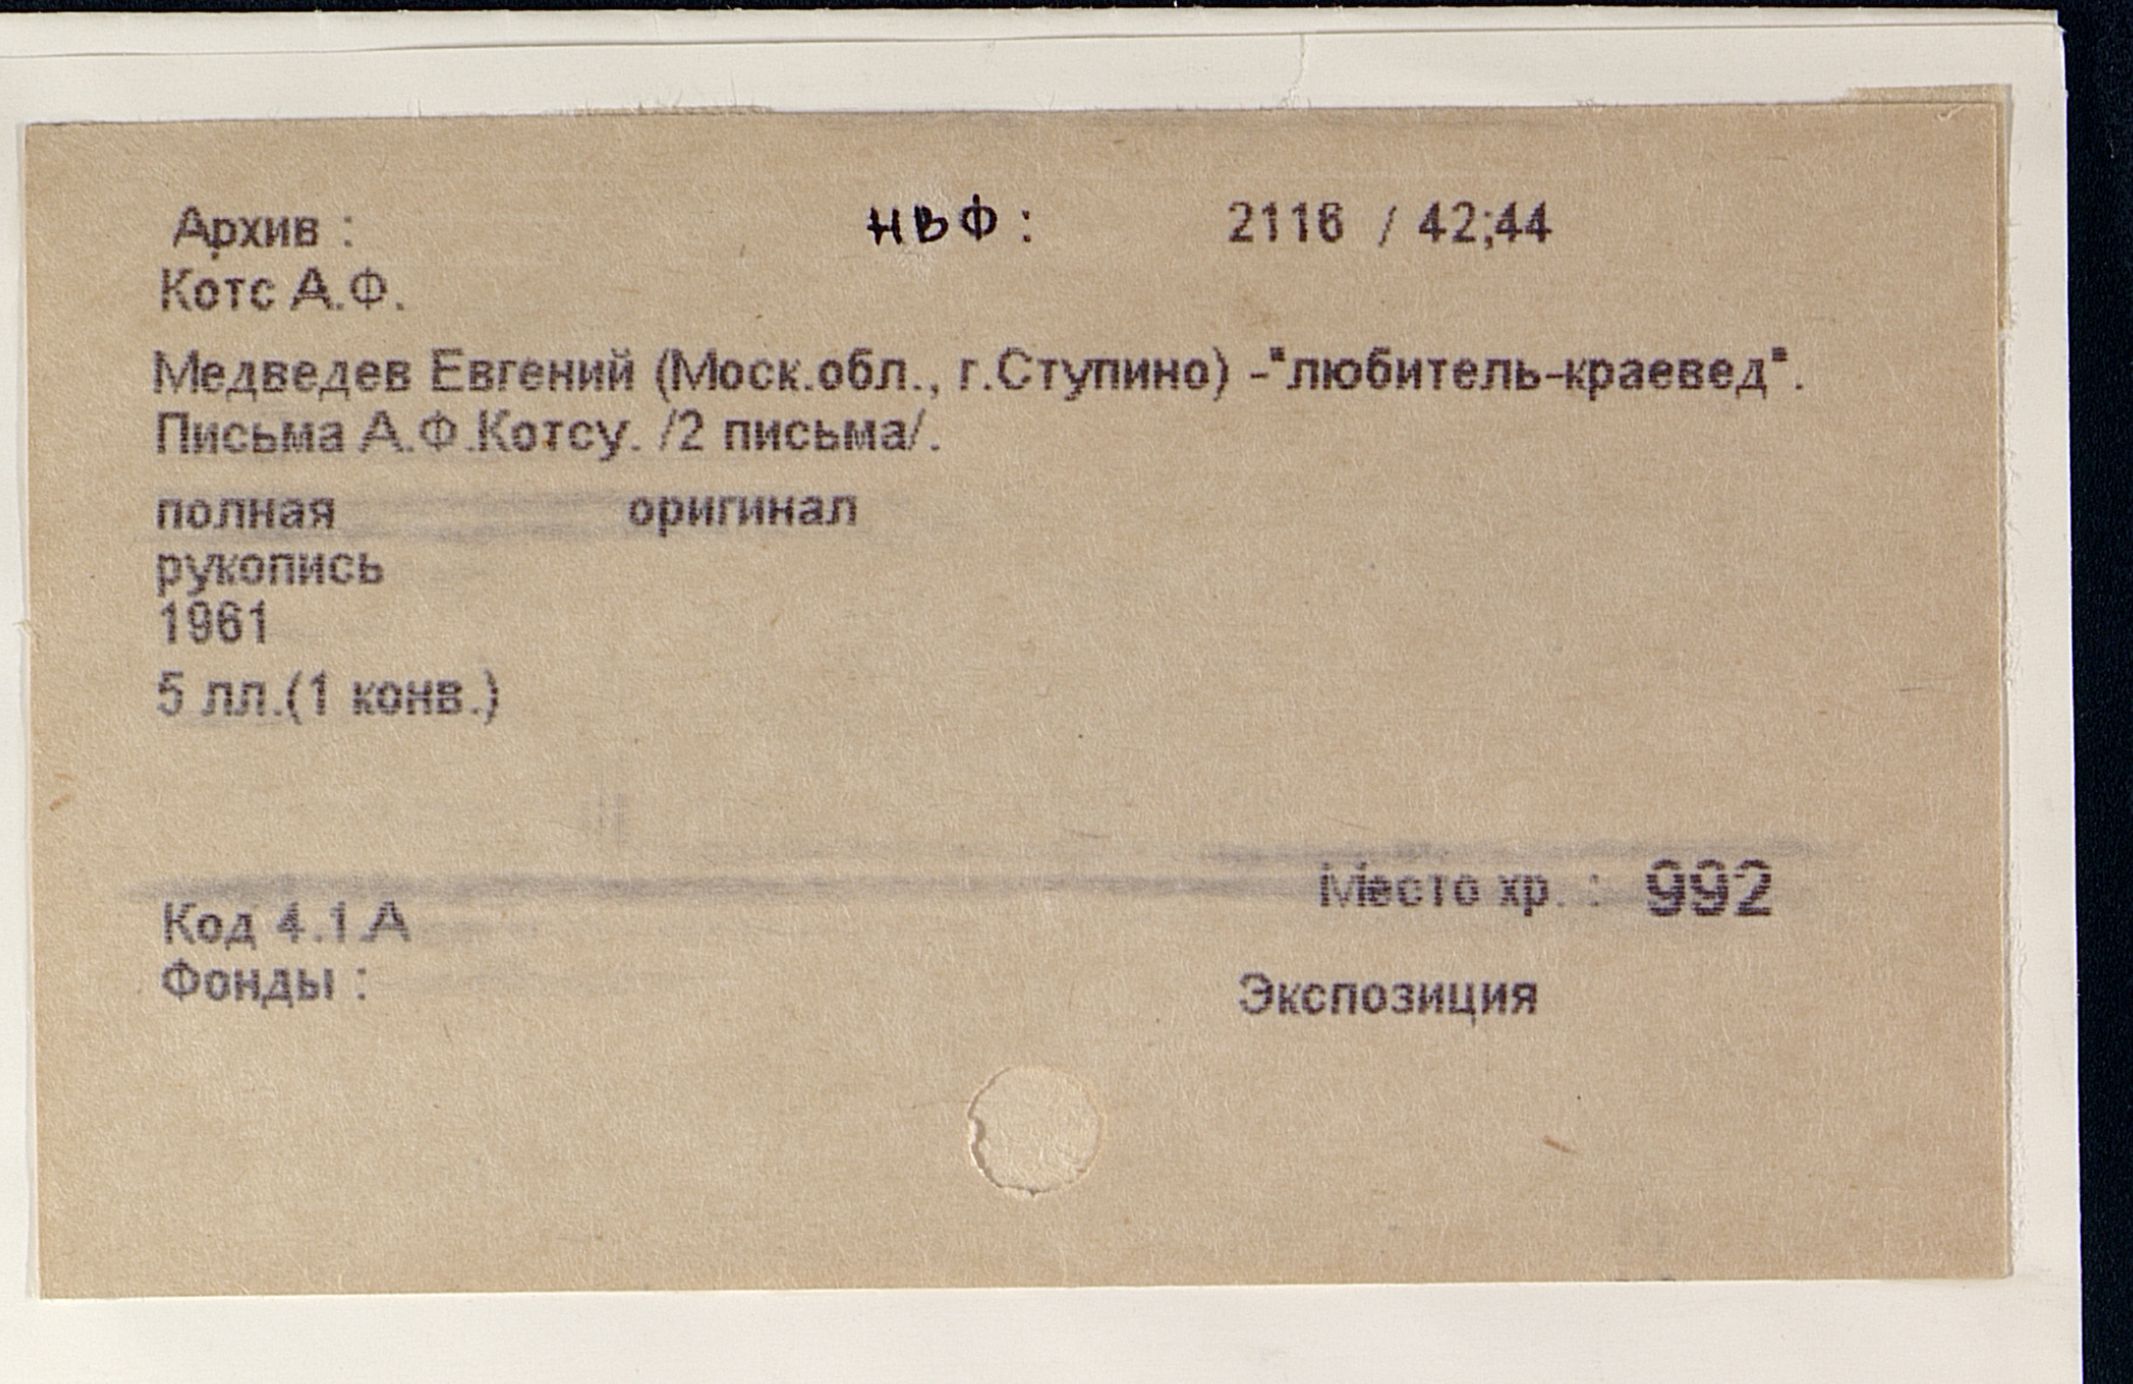 Архив : НВФ : 2116 / 42;44
Котс А.Ф.
Медведев Евгений (Моск.обл., г.Ступино) -"любитель-краевед".
Письма А.Ф.Котсу. /2 письма/.
полная оригинал
рукопись
1961
5 лл.(1 конв.)
Место хр. : 992
Код 4.1.А
Фонды : Экспозиция